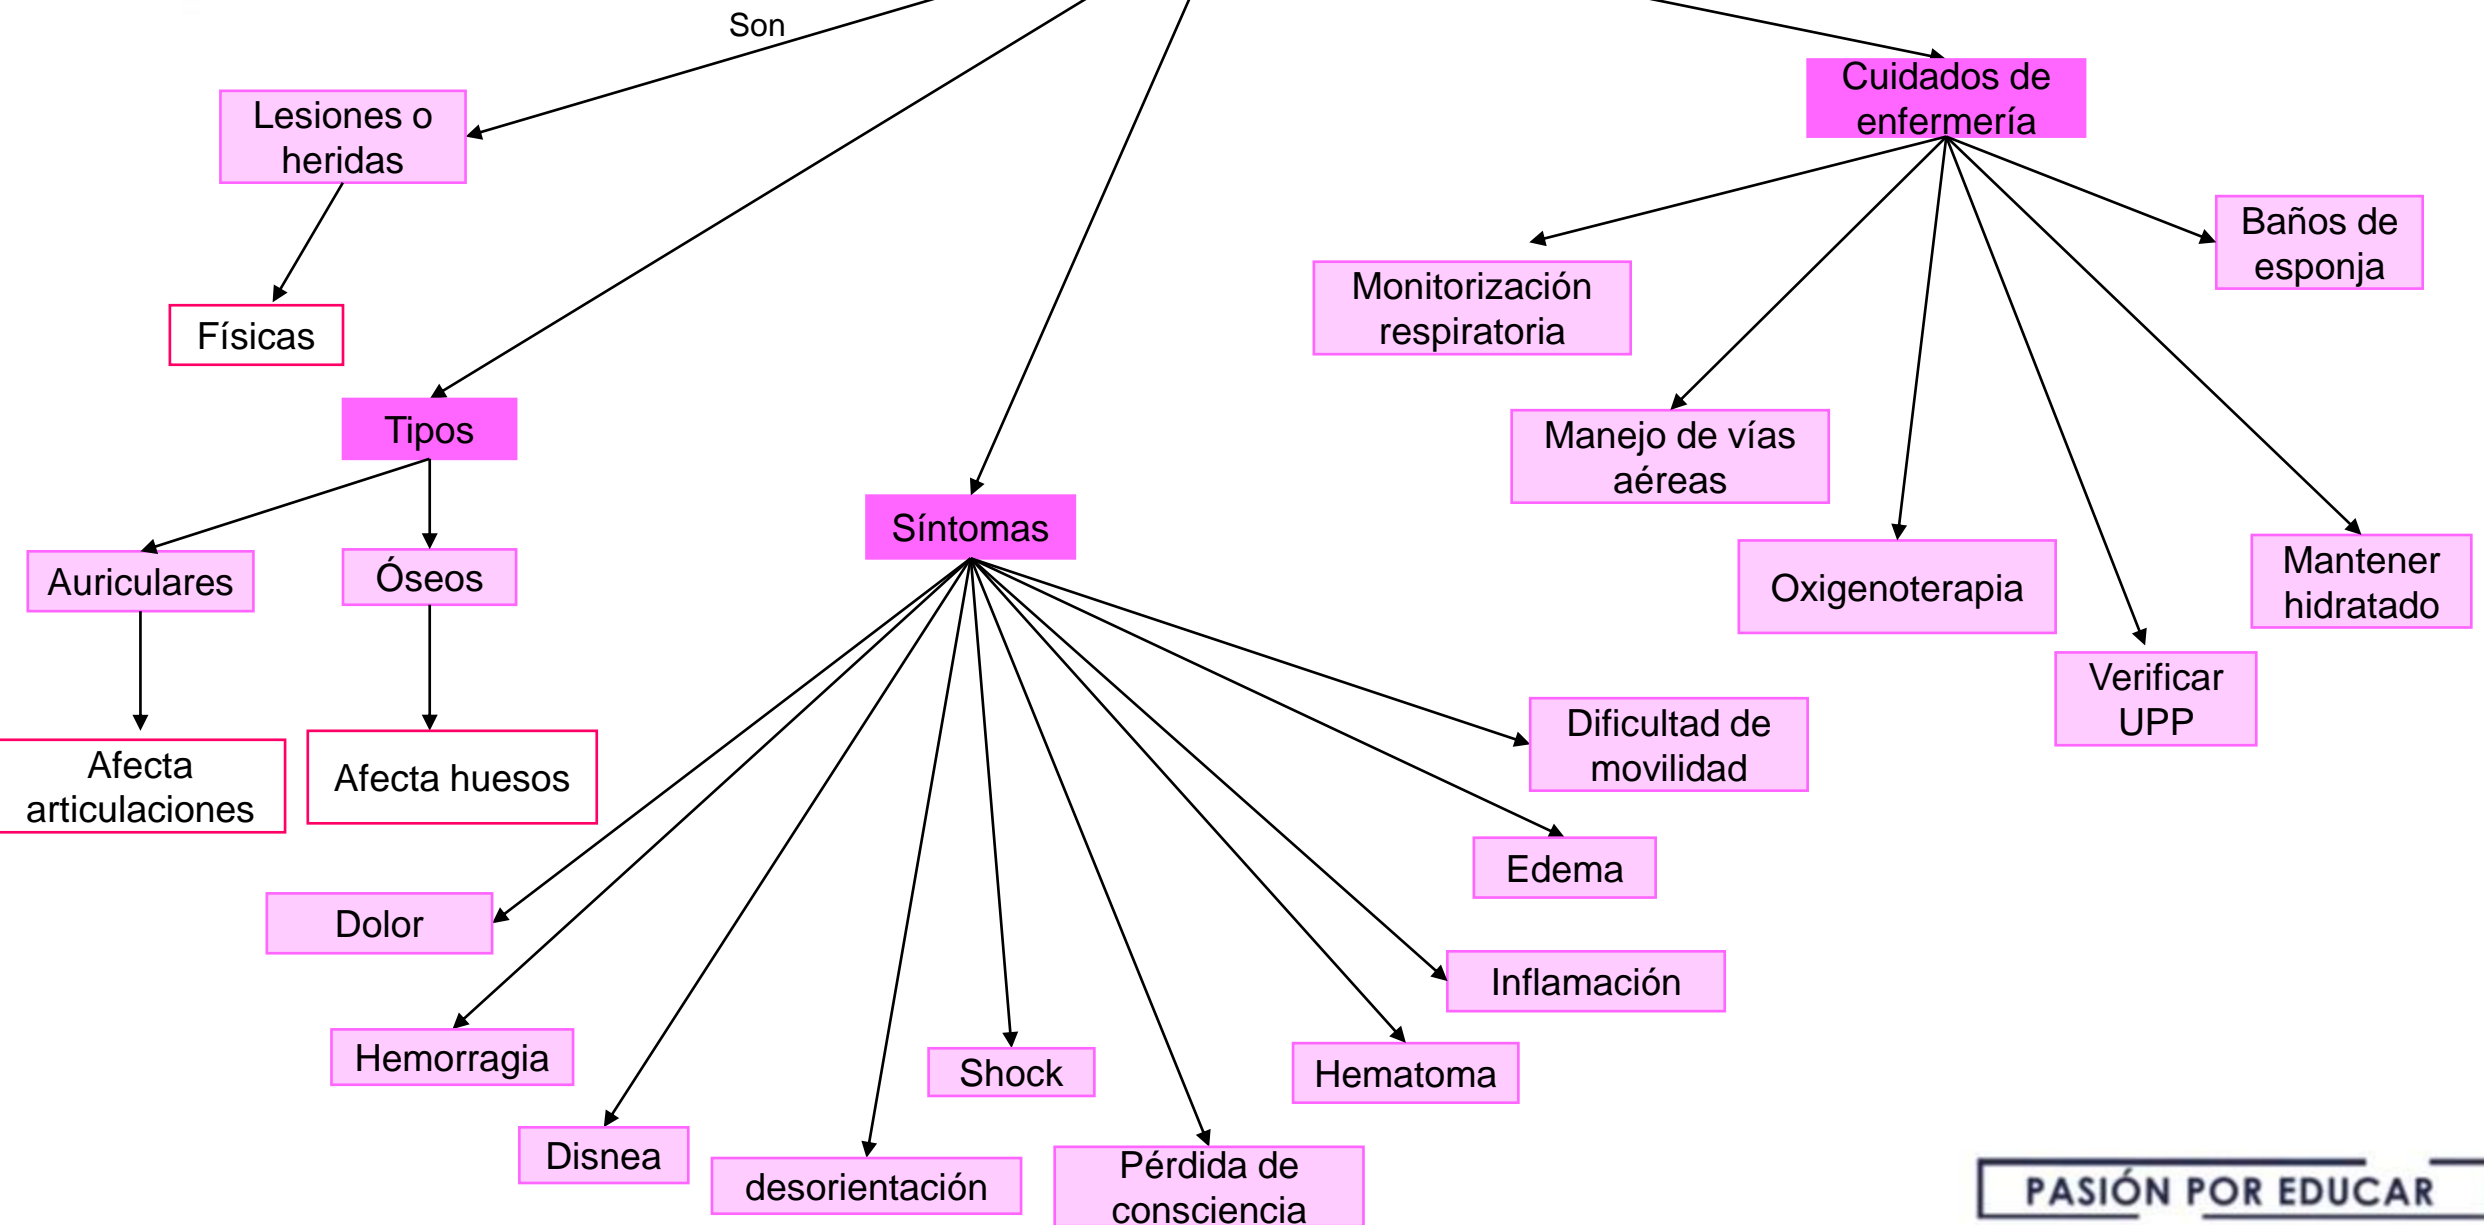 Son
Lesiones o
heridas
Físicas
Tipos
Auriculares
Óseos
Afecta
articulaciones
Afecta huesos
Síntomas
Dolor
Hemorragia
Disnea
desorientación
Shock
Pérdida de
consciencia
Hematoma
Inflamación
Edema
Dificultad de
movilidad
Cuidados de
enfermería
Monitorización
respiratoria
Manejo de vías
aéreas
Oxigenoterapia
Verificar
UPP
Mantener
hidratado
Baños de
esponja
PASIÓN POR EDUCAR